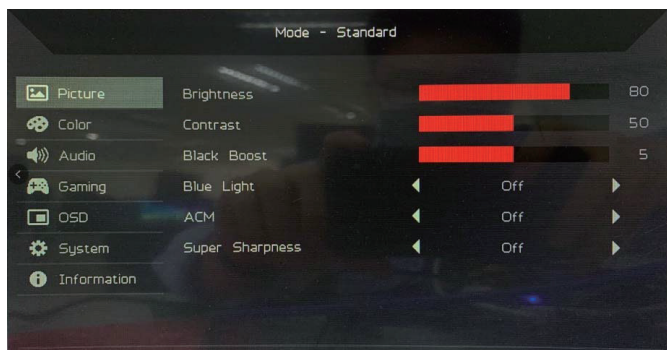 Mode - Standard
Picture
Brightness 80
Color
Contrast 50
Audio
Black Boost 5
Gaming
Blue Light Off
OSD
ACM Off
System
Super Sharpness Off
Information